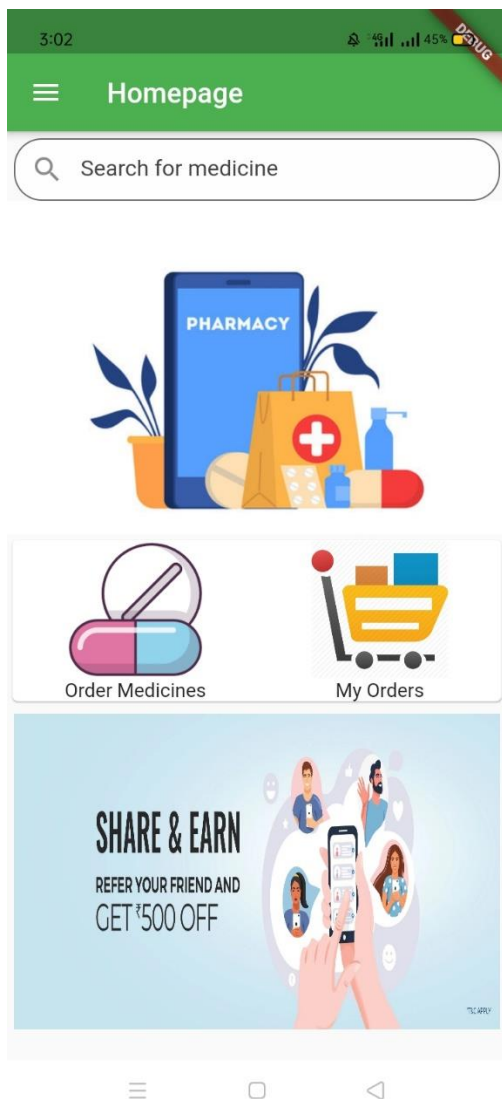 3:02
4G 45%
DEBUG
Homepage
Search for medicine
PHARMACY
Order Medicines
My Orders
SHARE & EARN
REFER YOUR FRIEND AND
GET ₹500 OFF
T&C APPLY